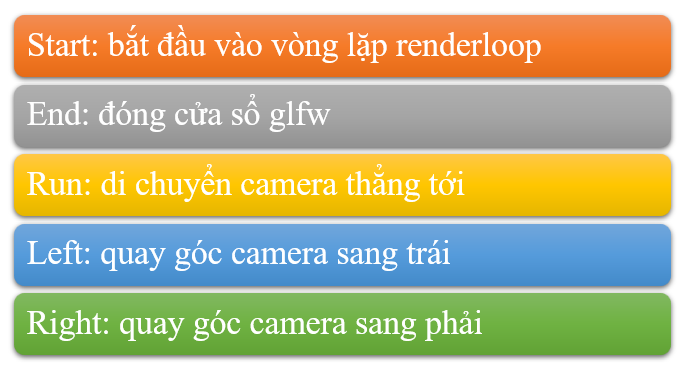 Start: bắt đầu vào vòng lặp renderloop
End: đóng cửa sổ glfw
Run: di chuyển camera thẳng tới
Left: quay góc camera sang trái
Right: quay góc camera sang phải